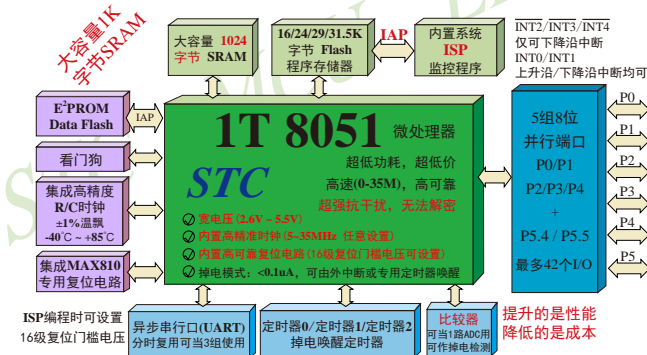 大容量1K
字节SRAM
大容量 1024
字节 SRAM
16/24/29/31.5K
字节 Flash
程序存储器
IAP
内置系统
ISP
监控程序
INT2/INT3/INT4
仅可下降沿中断
INT0/INT1
上升沿/下降沿中断均可
E²PROM
Data Flash
IAP
看门狗
集成高精度
R/C时钟
±1%温飘
-40℃ ~ +85℃
集成MAX810
专用复位电路
1T 8051 微处理器
STC
超低功耗，超低价
高速(0-35M)，高可靠
超强抗干扰，无法解密
宽电压(2.6V ~ 5.5V)
内置高精准时钟(5~35MHz 任意设置)
内置高可靠复位电路(16级复位门槛电压可设置)
掉电模式：<0.1uA，可由外中断或专用定时器唤醒
5组8位
并行端口
P0/P1
P2/P3/P4
+
P5.4 / P5.5
最多42个I/O
P0
P1
P2
P3
P4
P5
ISP编程时可设置
16级复位门槛电压
异步串行口(UART)
分时复用可当3组使用
定时器0/定时器1/定时器2
掉电唤醒定时器
比较器
可当1路ADC用
可作掉电检测
提升的是性能
降低的是成本